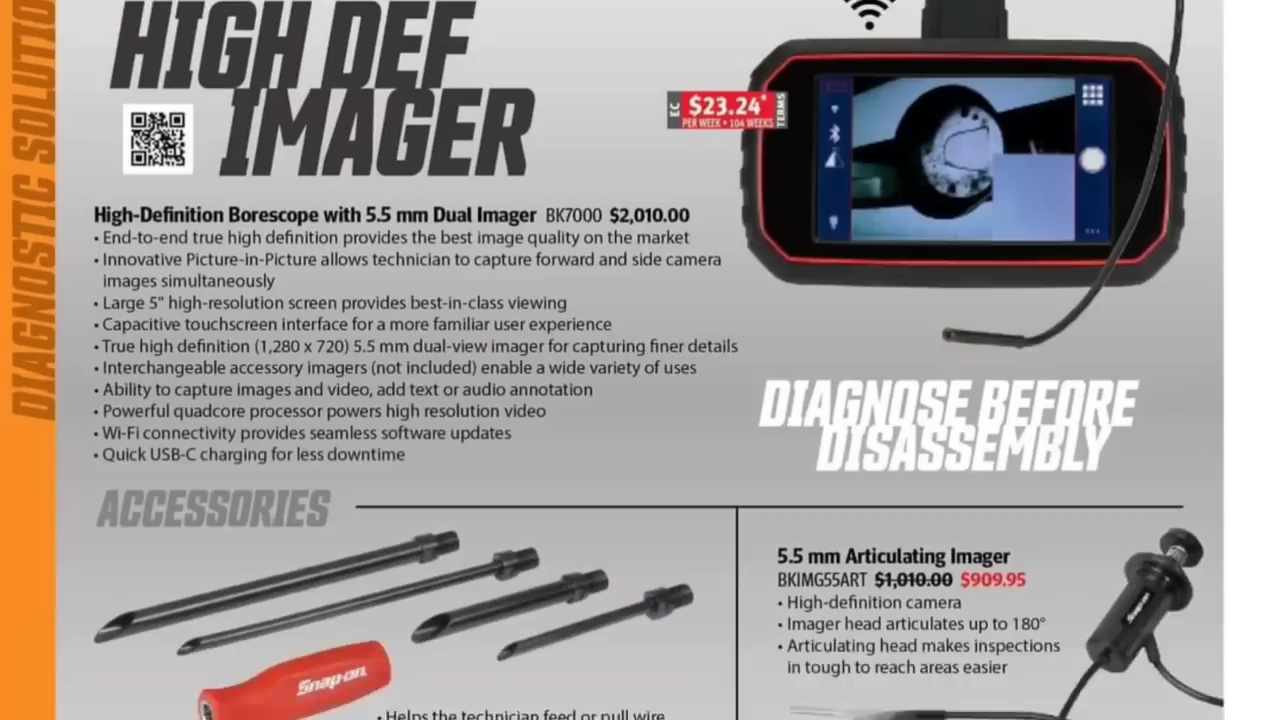 DIAGNOSTIC SOLUTIO
HIGH DEF
IMAGER
EC
$23.24*
PER WEEK • 104 WEEKS
TERMS
High-Definition Borescope with 5.5 mm Dual Imager BK7000 $2,010.00
• End-to-end true high definition provides the best image quality on the market
• Innovative Picture-in-Picture allows technician to capture forward and side camera
images simultaneously
• Large 5" high-resolution screen provides best-in-class viewing
• Capacitive touchscreen interface for a more familiar user experience
• True high definition (1,280 x 720) 5.5 mm dual-view imager for capturing finer details
• Interchangeable accessory imagers (not included) enable a wide variety of uses
• Ability to capture images and video, add text or audio annotation
• Powerful quadcore processor powers high resolution video
• Wi-Fi connectivity provides seamless software updates
• Quick USB-C charging for less downtime
DIAGNOSE BEFORE
DISASSEMBLY
ACCESSORIES
5.5 mm Articulating Imager
BKIMG55ART $1,010.00 $909.95
• High-definition camera
• Imager head articulates up to 180°
• Articulating head makes inspections
in tough to reach areas easier
Snap-on
Snap-on
• Helps the technician feed or pull wire